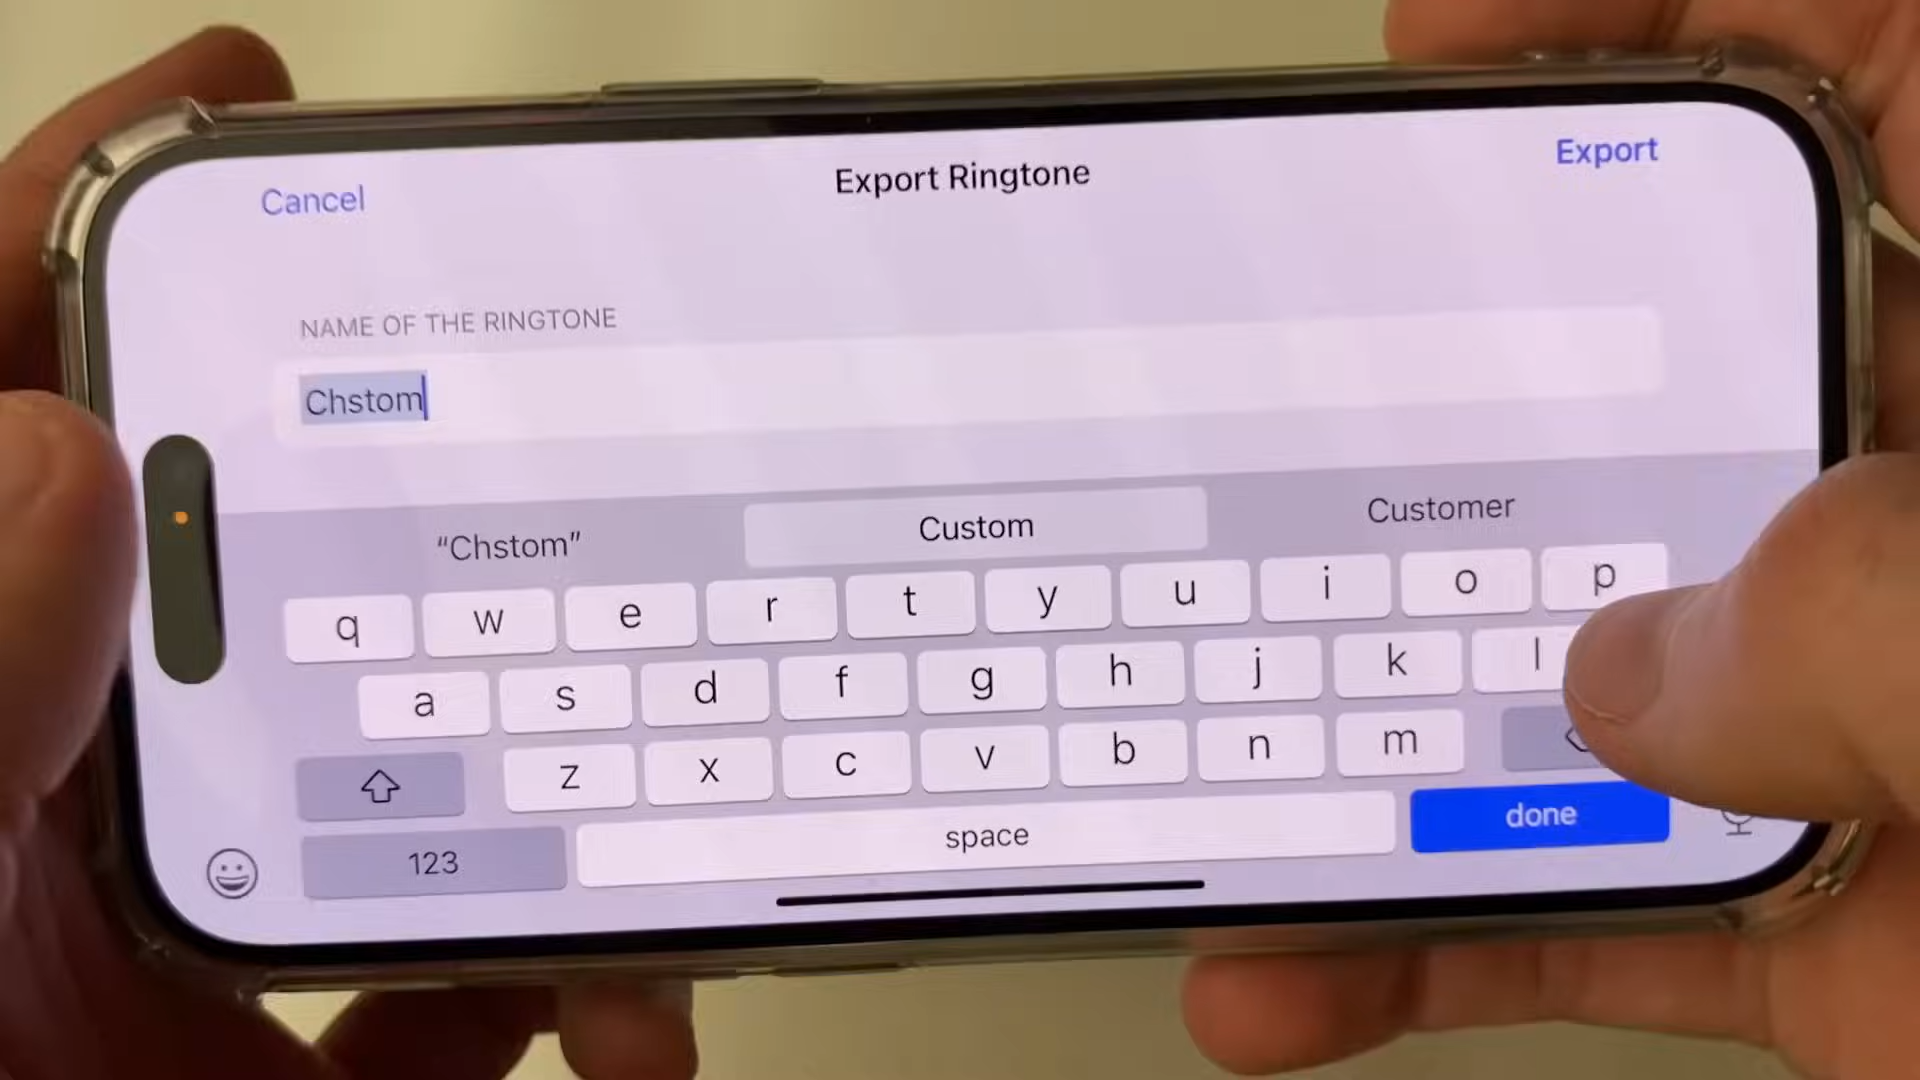 Cancel
Export Ringtone
Export
NAME OF THE RINGTONE
Chstom
“Chstom”
Custom
Customer
q w e r t y u i o p
a s d f g h j k l
z x c v b n m
123
space
done